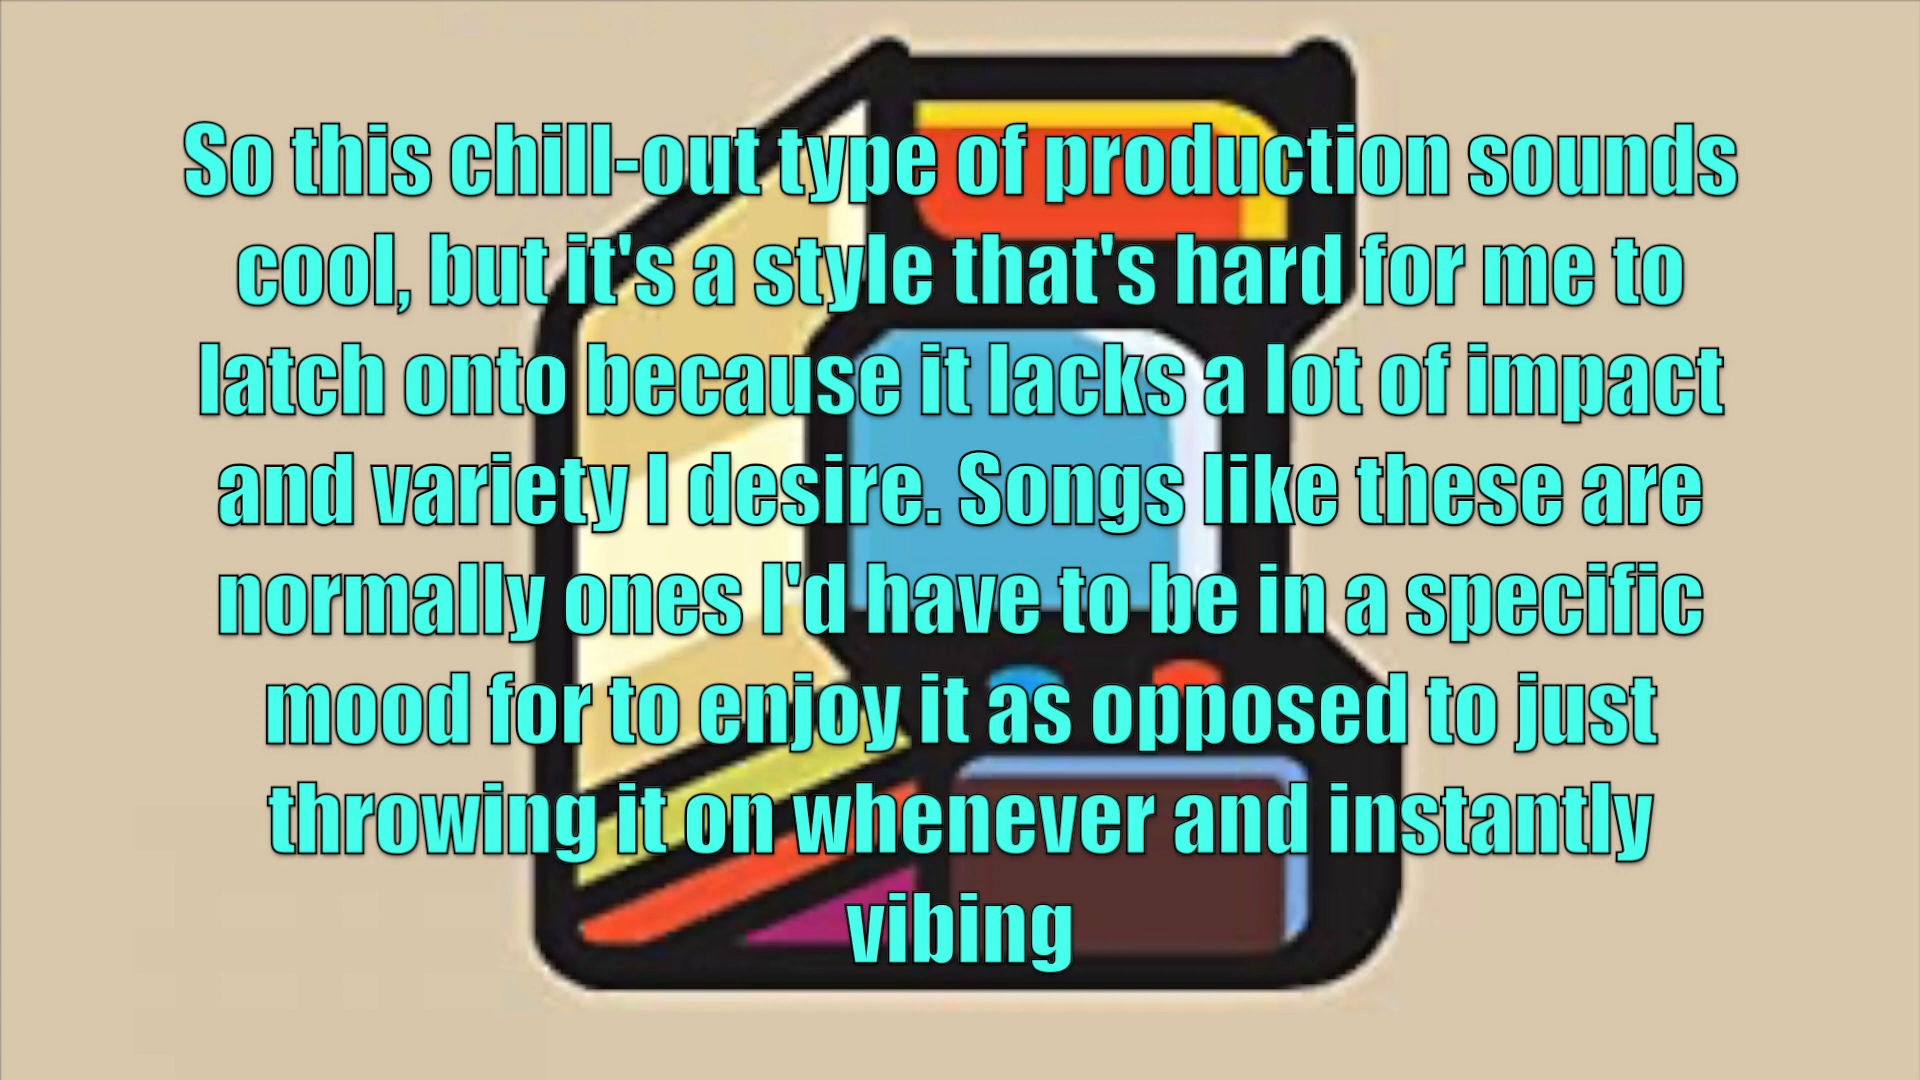 So this chill-out type of production sounds
cool, but it's a style that's hard for me to
latch onto because it lacks a lot of impact
and variety I desire. Songs like these are
normally ones I'd have to be in a specific
mood for to enjoy it as opposed to just
throwing it on whenever and instantly
vibing